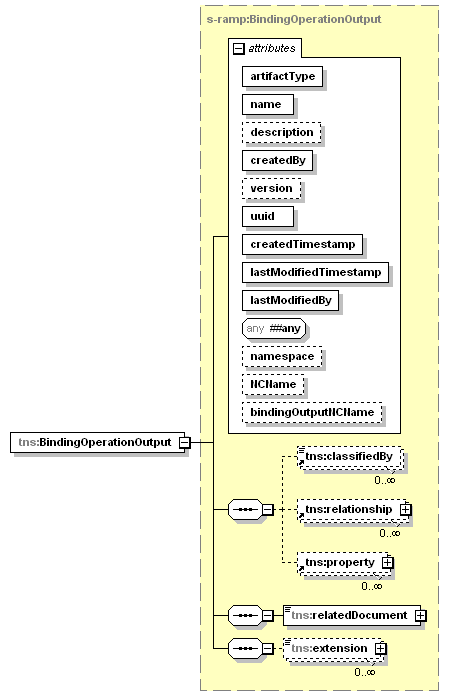 s-ramp:BindingOperationOutput
attributes
artifactType
name
description
createdBy
version
uuid
createdTimestamp
lastModifiedTimestamp
lastModifiedBy
any ##any
namespace
NCName
bindingOutputNCName
tns:BindingOperationOutput
tns:classifiedBy
0..∞
tns:relationship
0..∞
tns:property
0..∞
tns:relatedDocument
tns:extension
0..∞